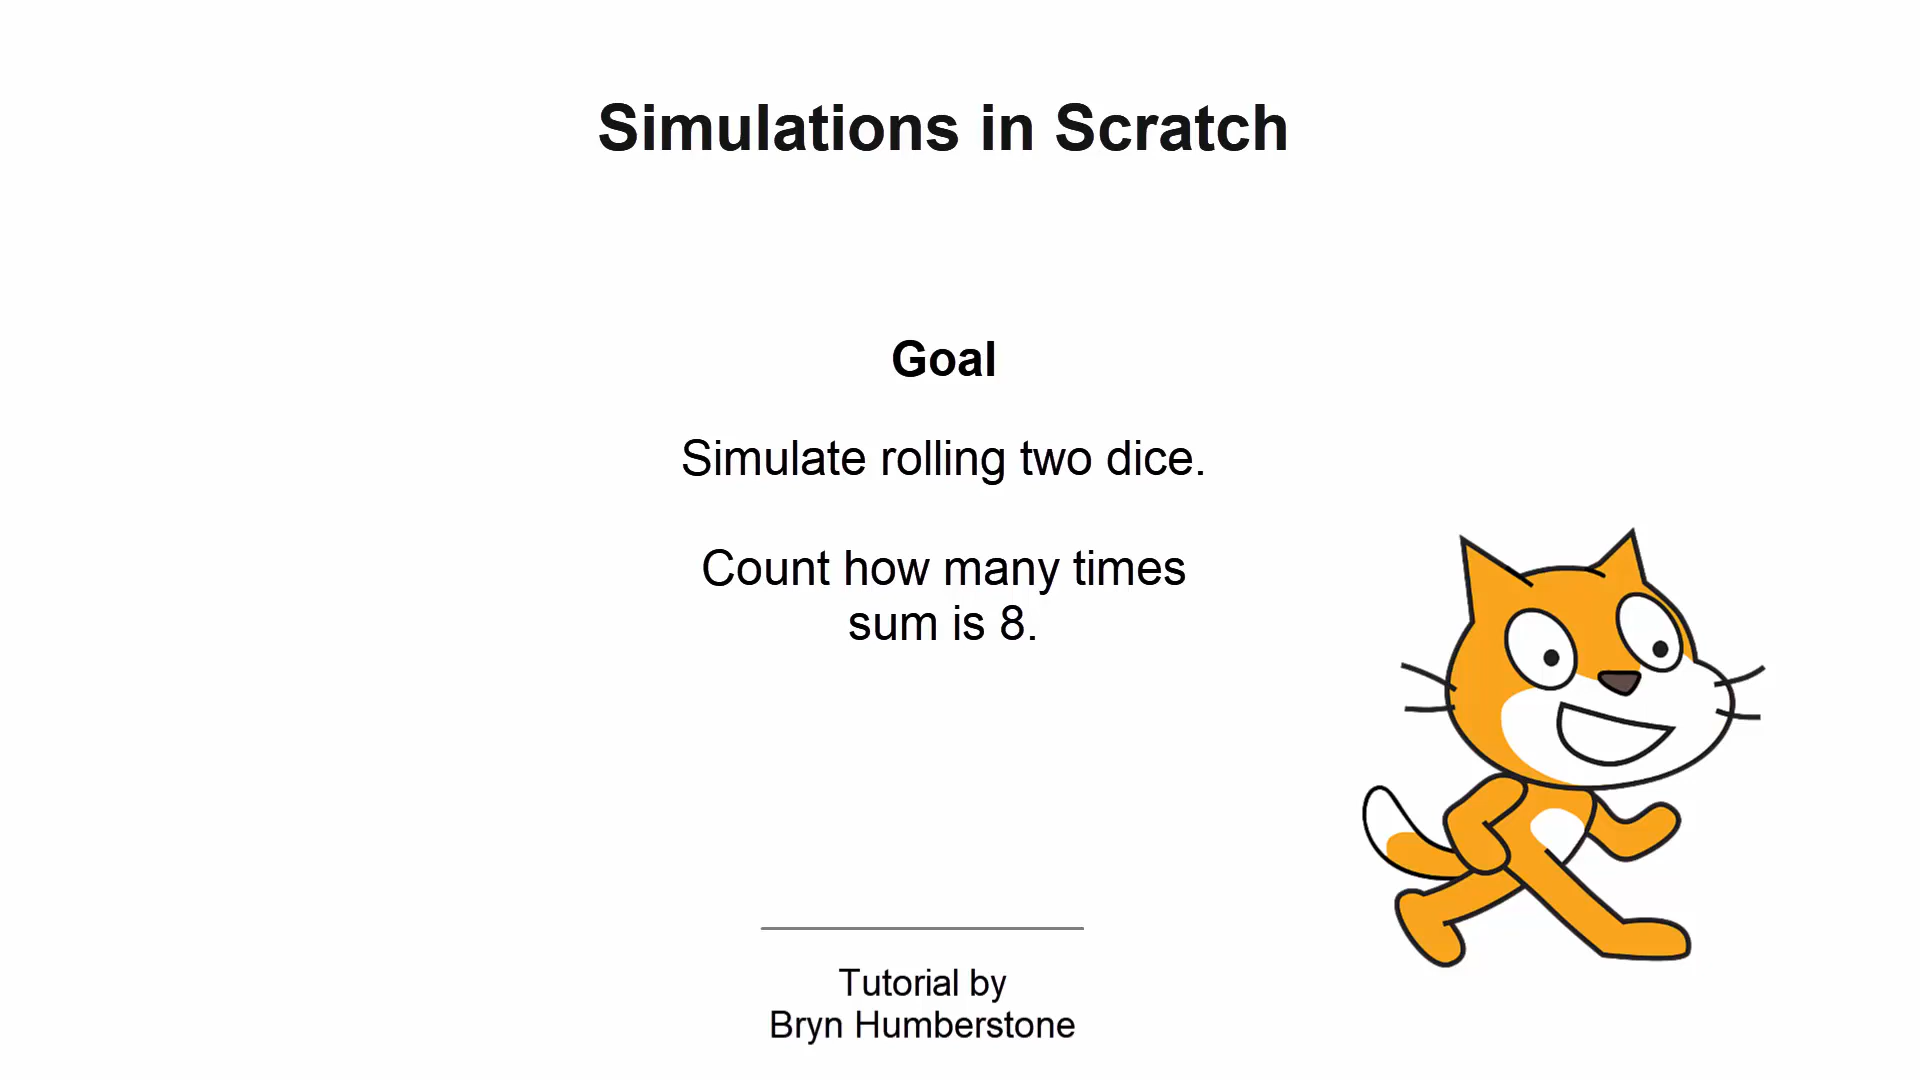 Simulations in Scratch
Goal
Simulate rolling two dice.
Count how many times
sum is 8.
Tutorial by
Bryn Humberstone